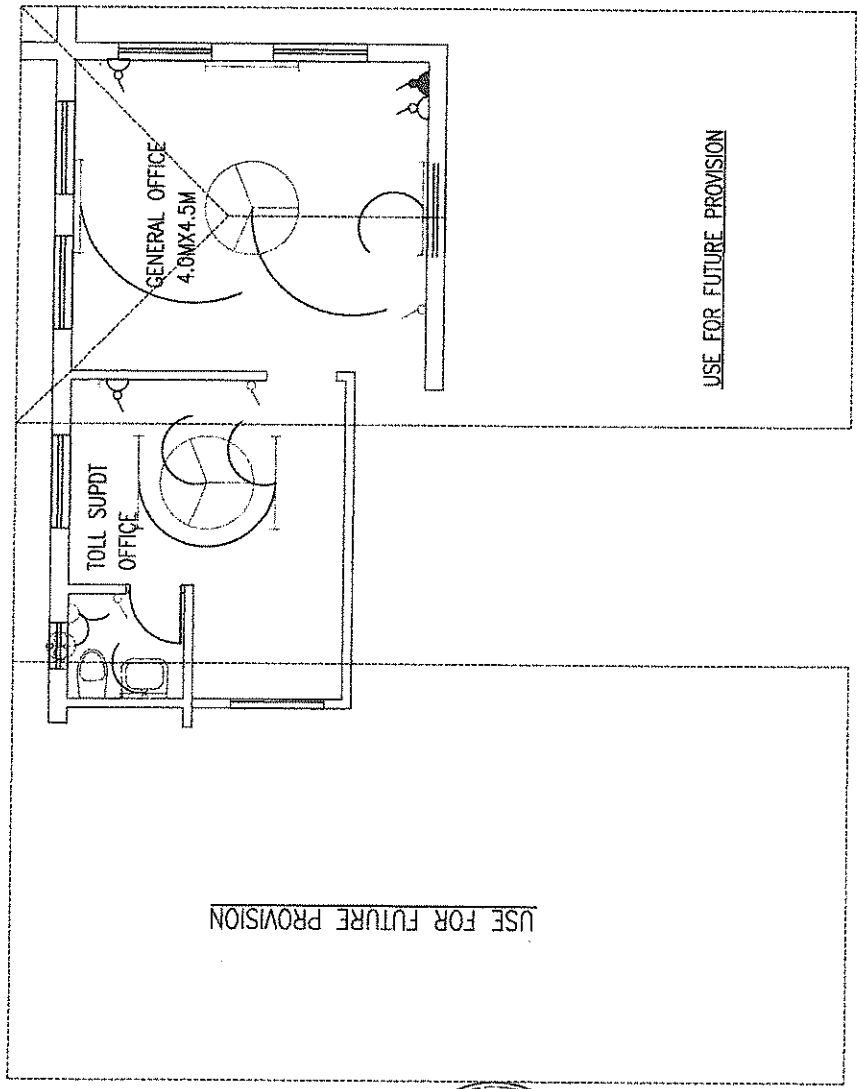 GENERAL OFFICE
4.0MX4.5M
TOLL SUPDT
OFFICE
USE FOR FUTURE PROVISION
USE FOR FUTURE PROVISION